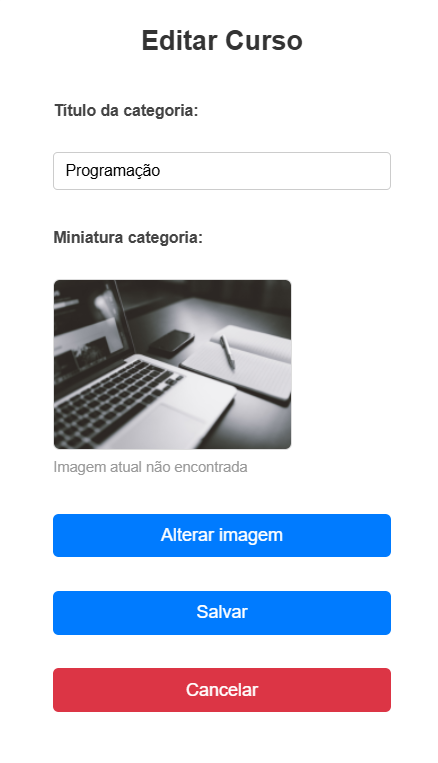 Editar Curso
Título da categoria:
Programação
Miniatura categoria:
Imagem atual não encontrada
Alterar imagem
Salvar
Cancelar